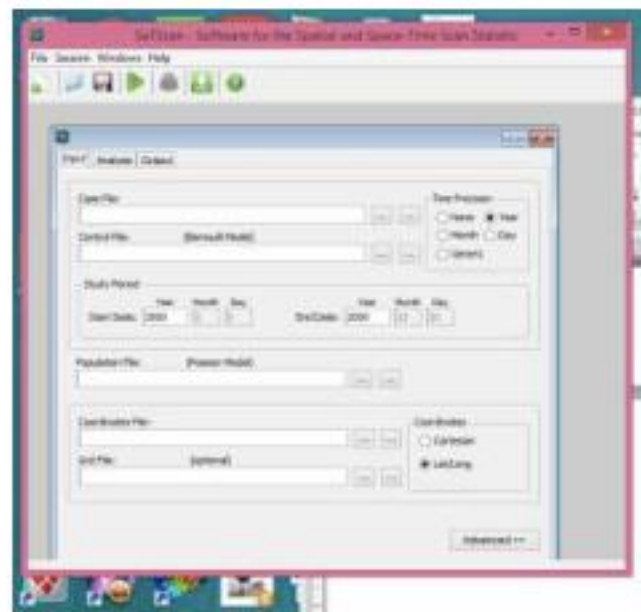 SaTScan - Software for the Spatial and Space-Time Scan Statistic
File Session Windows Help
Input Analysis Output
Case File:
Time Precision
None Year
Control File: (Bernoulli Model)
Month Day
Generic
Study Period
Year Month Day Year Month Day
Start Date: 2000 End Date: 2000
Population File: (Poisson Model)
Coordinates File:
Coordinates
Cartesian
Grid File: (optional)
Lat/Long
Advanced >>